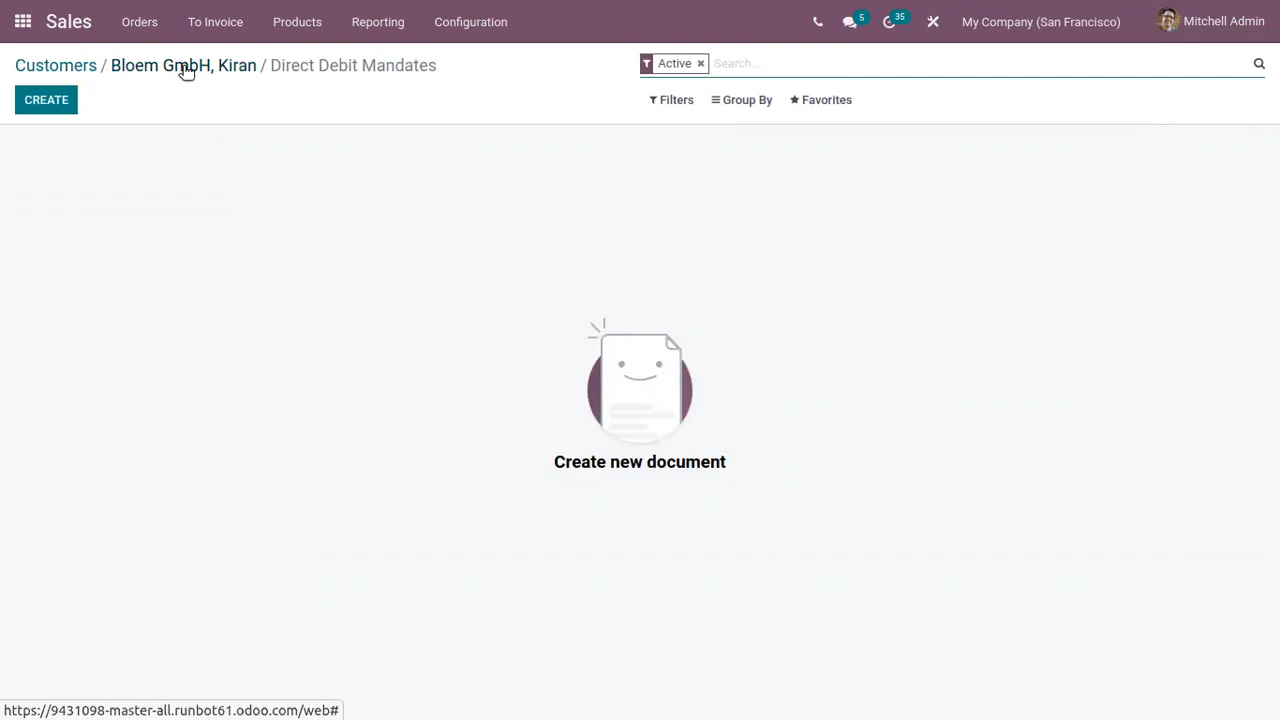 Sales Orders To Invoice Products Reporting Configuration 5 35 My Company (San Francisco) Mitchell Admin
Customers / Bloem GmbH, Kiran / Direct Debit Mandates Active × Search...
CREATE Filters Group By Favorites
Create new document
https://9431098-master-all.runbot61.odoo.com/web#